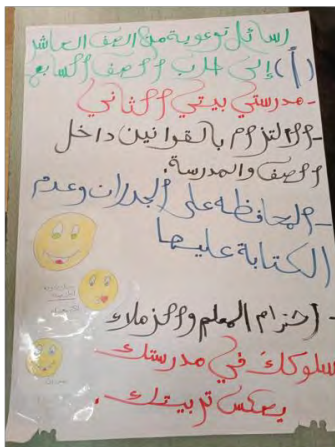 رسائل توعوية من الصف العاشر
(أ) إلى طلاب الصف السابع
- مدرستي بيتي الثاني
- الالتزام بالقوانين داخل
الصف والمدرسة.
- المحافظة على الجدران وعدم
الكتابة عليها
- احترام المعلم والزملاء
سلوكك في مدرستك
يعكس تربيتك.